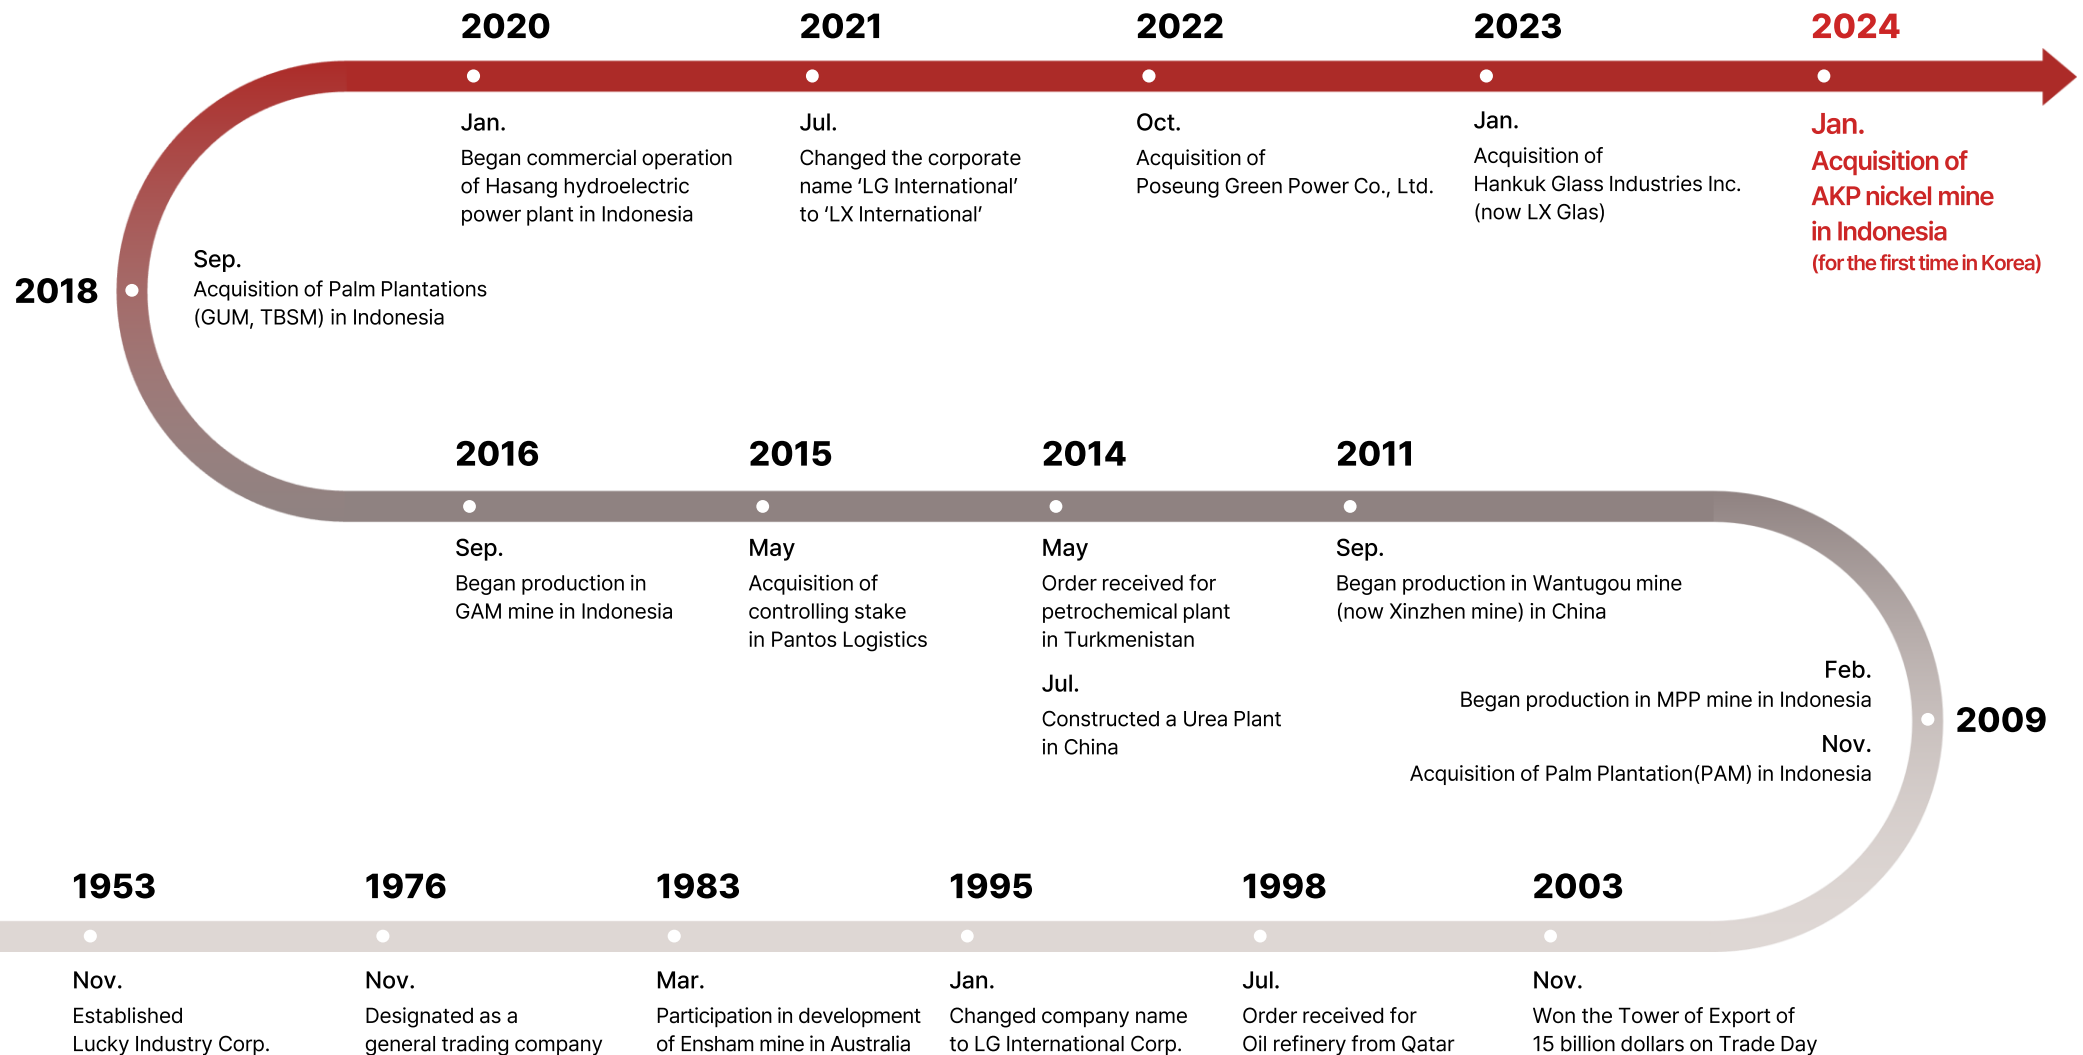 2020
2021
2022
2023
2024
Jan.
Began commercial operation
of Hasang hydroelectric
power plant in Indonesia
Jul.
Changed the corporate
name ‘LG International’
to ‘LX International’
Oct.
Acquisition of
Poseung Green Power Co., Ltd.
Jan.
Acquisition of
Hankuk Glass Industries Inc.
(now LX Glas)
Jan.
Acquisition of
AKP nickel mine
in Indonesia
(for the first time in Korea)
2018
Sep.
Acquisition of Palm Plantations
(GUM, TBSM) in Indonesia
2016
2015
2014
2011
Sep.
Began production in
GAM mine in Indonesia
May
Acquisition of
controlling stake
in Pantos Logistics
May
Order received for
petrochemical plant
in Turkmenistan
Jul.
Constructed a Urea Plant
in China
Sep.
Began production in Wantugou mine
(now Xinzhen mine) in China
2009
Feb.
Began production in MPP mine in Indonesia
Nov.
Acquisition of Palm Plantation(PAM) in Indonesia
1953
1976
1983
1995
1998
2003
Nov.
Established
Lucky Industry Corp.
Nov.
Designated as a
general trading company
Mar.
Participation in development
of Ensham mine in Australia
Jan.
Changed company name
to LG International Corp.
Jul.
Order received for
Oil refinery from Qatar
Nov.
Won the Tower of Export of
15 billion dollars on Trade Day